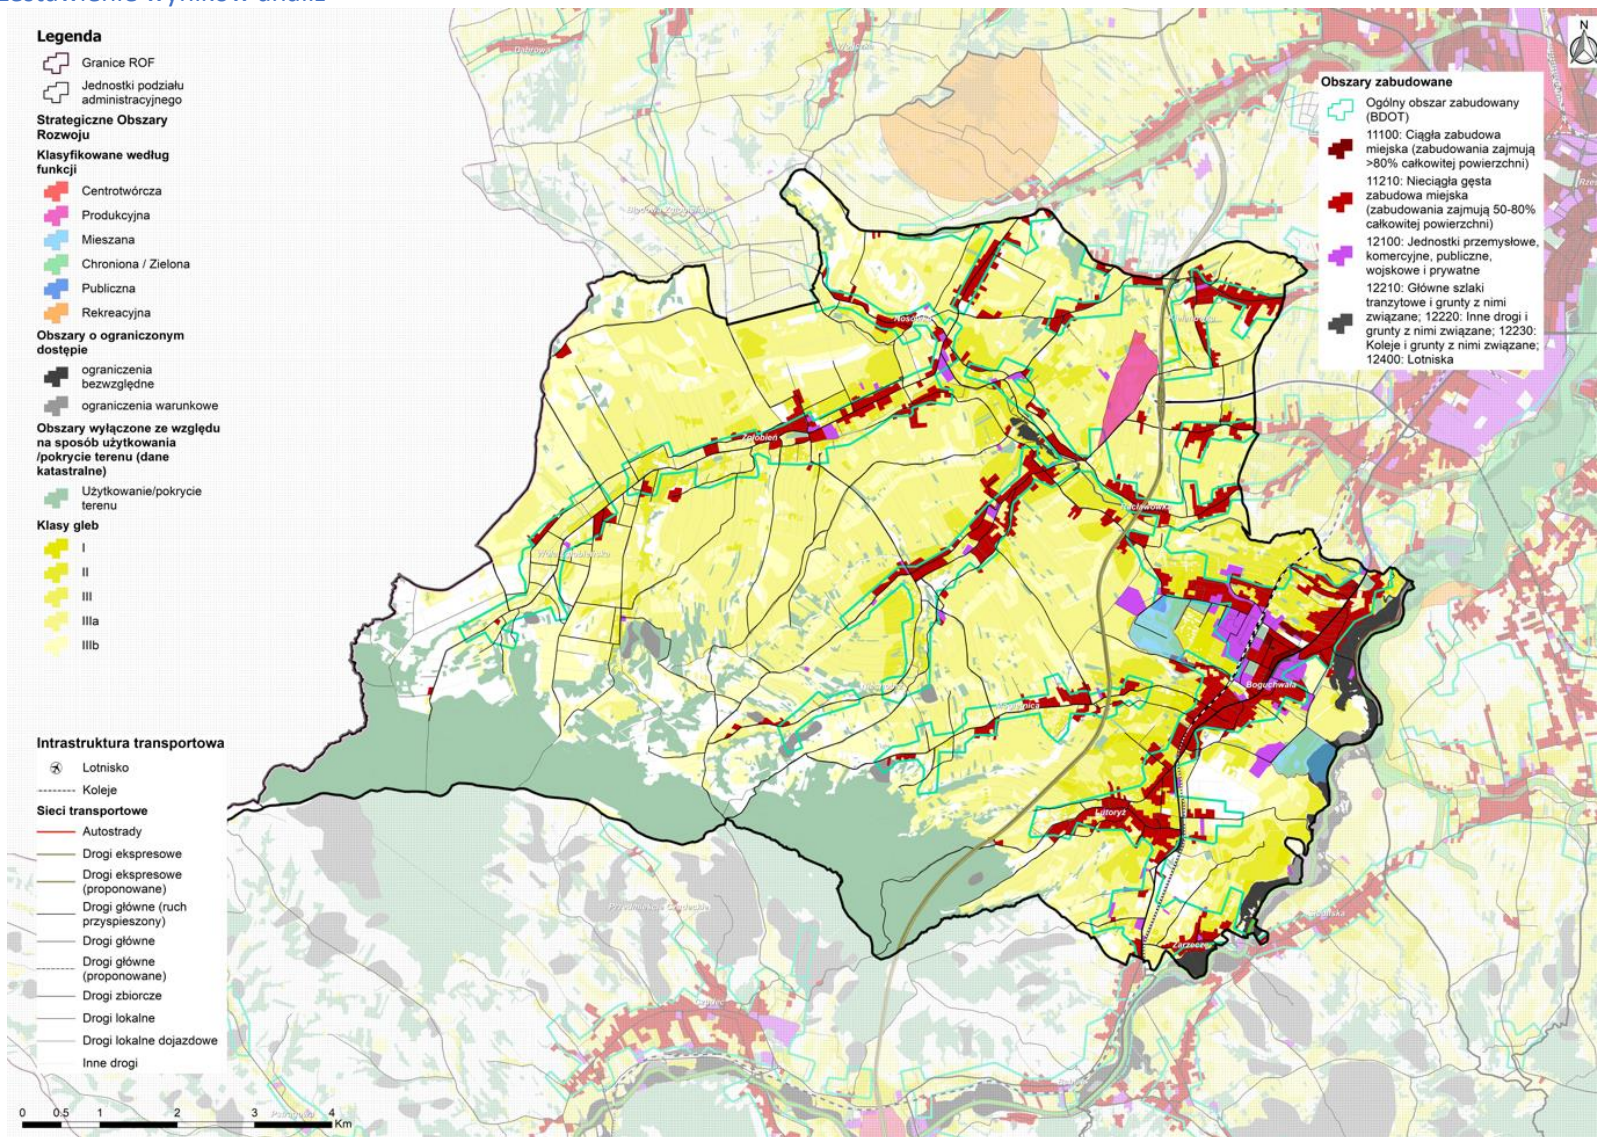 zestawienie wyników analiz
Legenda
Granice ROF
Jednostki podziału
administracyjnego
Strategiczne Obszary
Rozwoju
Klasyfikowane według
funkcji
Centrotwórcza
Produkcyjna
Mieszana
Chroniona / Zielona
Publiczna
Rekreacyjna
Obszary o ograniczonym
dostępie
ograniczenia
bezwzględne
ograniczenia warunkowe
Obszary wyłączone ze względu
na sposób użytkowania
/pokrycie terenu (dane
katastralne)
Użytkowanie/pokrycie
terenu
Klasy gleb
I
II
III
IIIa
IIIb
Intrastruktura transportowa
Lotnisko
Koleje
Sieci transportowe
Autostrady
Drogi ekspresowe
Drogi ekspresowe
(proponowane)
Drogi główne (ruch
przyspieszony)
Drogi główne
Drogi główne
(proponowane)
Drogi zbiorcze
Drogi lokalne
Drogi lokalne dojazdowe
Inne drogi
0 0.5 1 2 3 4
Km
N
Obszary zabudowane
Ogólny obszar zabudowany
(BDOT)
11100: Ciągła zabudowa
miejska (zabudowania zajmują
>80% całkowitej powierzchni)
11210: Nieciągła gęsta
zabudowa miejska
(zabudowania zajmują 50-80%
całkowitej powierzchni)
12100: Jednostki przemysłowe,
komercyjne, publiczne,
wojskowe i prywatne
12210: Główne szlaki
tranzytowe i grunty z nimi
związane; 12220: Inne drogi i
grunty z nimi związane; 12230:
Koleje i grunty z nimi związane;
12400: Lotniska
Dąbrowa
Zgłobień
Boguchwała
Lutoryż
Zarzecze